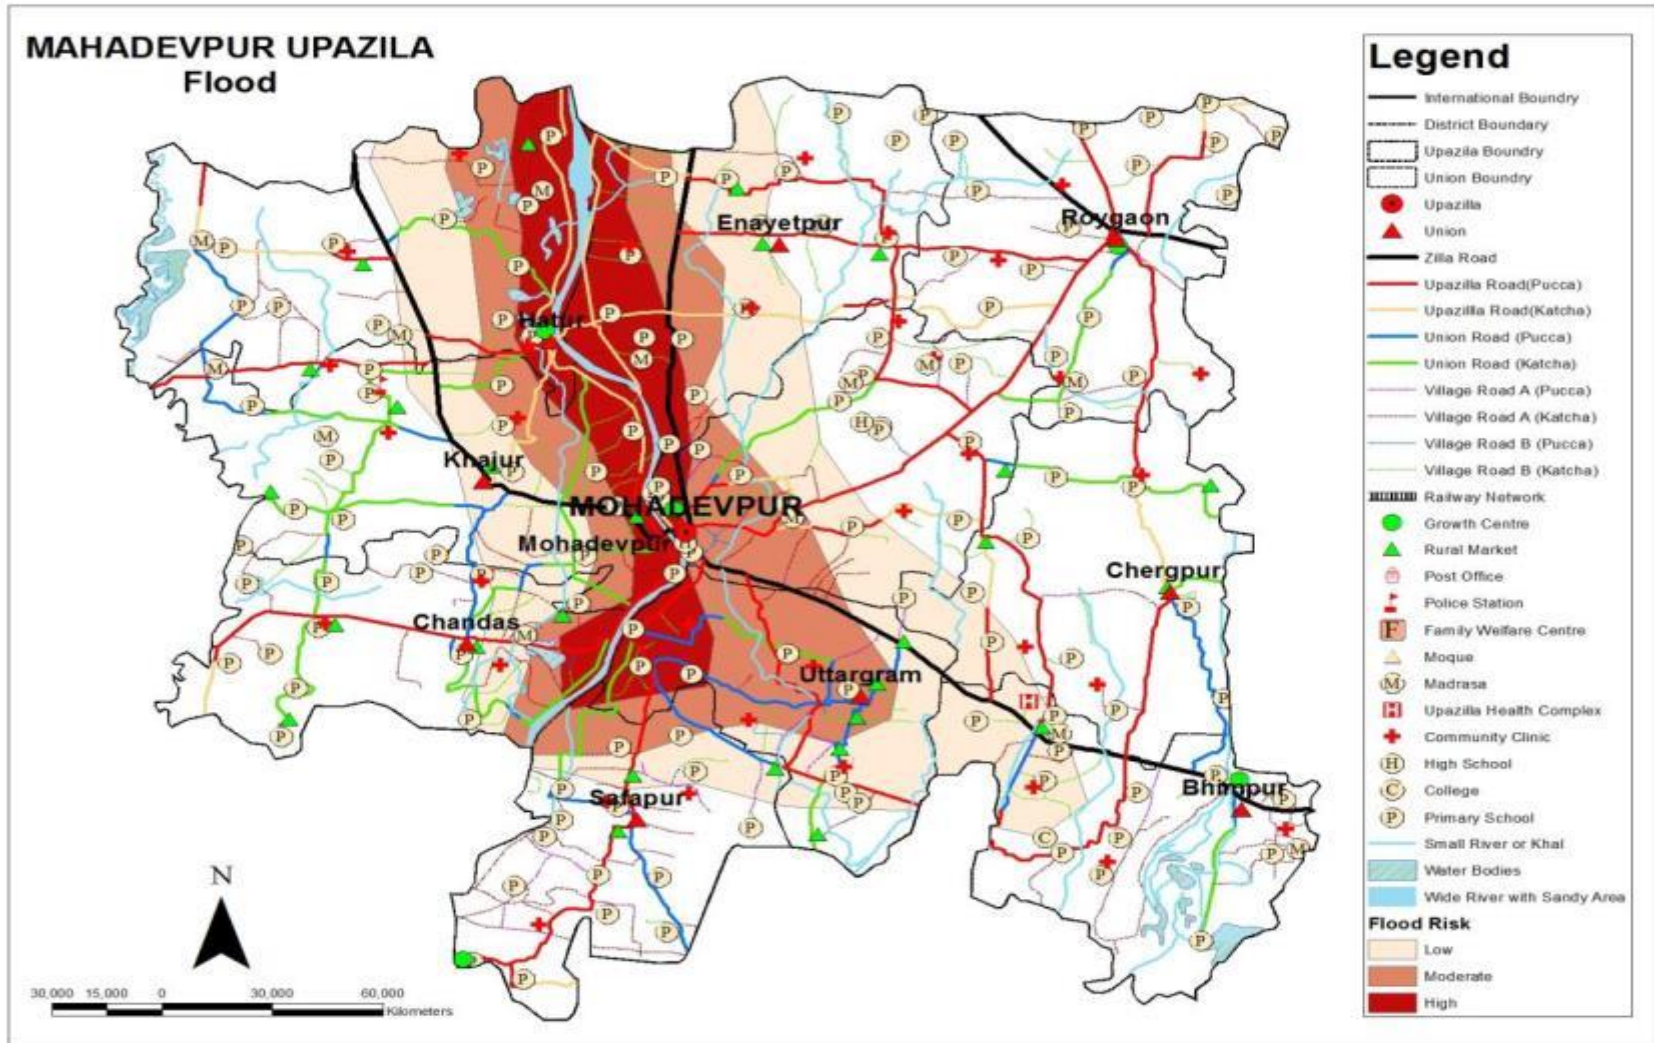 MAHADEVPUR UPAZILA
Flood
Enayetpur
Roygaon
Hatur
Khajur
MOHADEVPUR
Mohadevpur
Chergpur
Chandas
Uttargram
Safapur
Bhimpur
N
30,000 15,000 0 30,000 60,000
Kilometers
Legend
International Boundry
District Boundary
Upazila Boundry
Union Boundry
Upazilla
Union
Zilla Road
Upazilla Road(Pucca)
Upazillla Road(Katcha)
Union Road (Pucca)
Union Road (Katcha)
Village Road A (Pucca)
Village Road A (Katcha)
Village Road B (Pucca)
Village Road B (Katcha)
Railway Network
Growth Centre
Rural Market
Post Office
Police Station
F Family Welfare Centre
Moque
M Madrasa
H Upazilla Health Complex
Community Clinic
H High School
C College
P Primary School
Small River or Khal
Water Bodies
Wide River with Sandy Area
Flood Risk
Low
Moderate
High